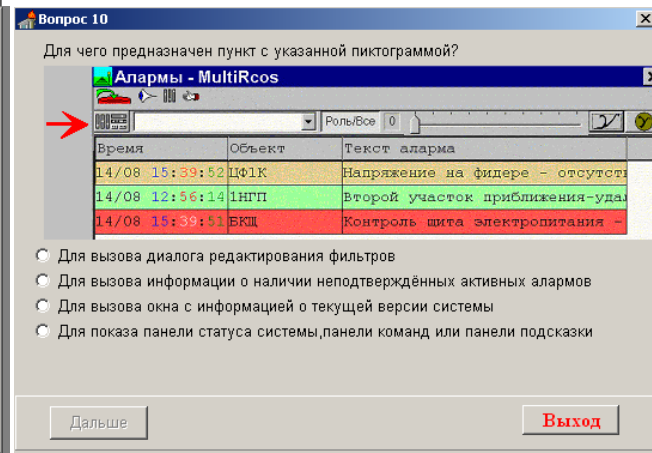 Вопрос 10
Для чего предназначен пункт с указанной пиктограммой?
Алармы - MultiRcos
Роль/Все 0
Время Объект Текст аларма
14/08 15:39:52 ЦФ1К Напряжение на фидере - отсутст
14/08 12:56:14 1НГП Второй участок приближения-уда
14/08 15:39:51 БКЩ Контроль щита электропитания -
Для вызова диалога редактирования фильтров
Для вызова информации о наличии неподтверждённых активных алармов
Для вызова окна с информацией о текущей версии системы
Для показа панели статуса системы,панели команд или панели подсказки
Дальше Выход